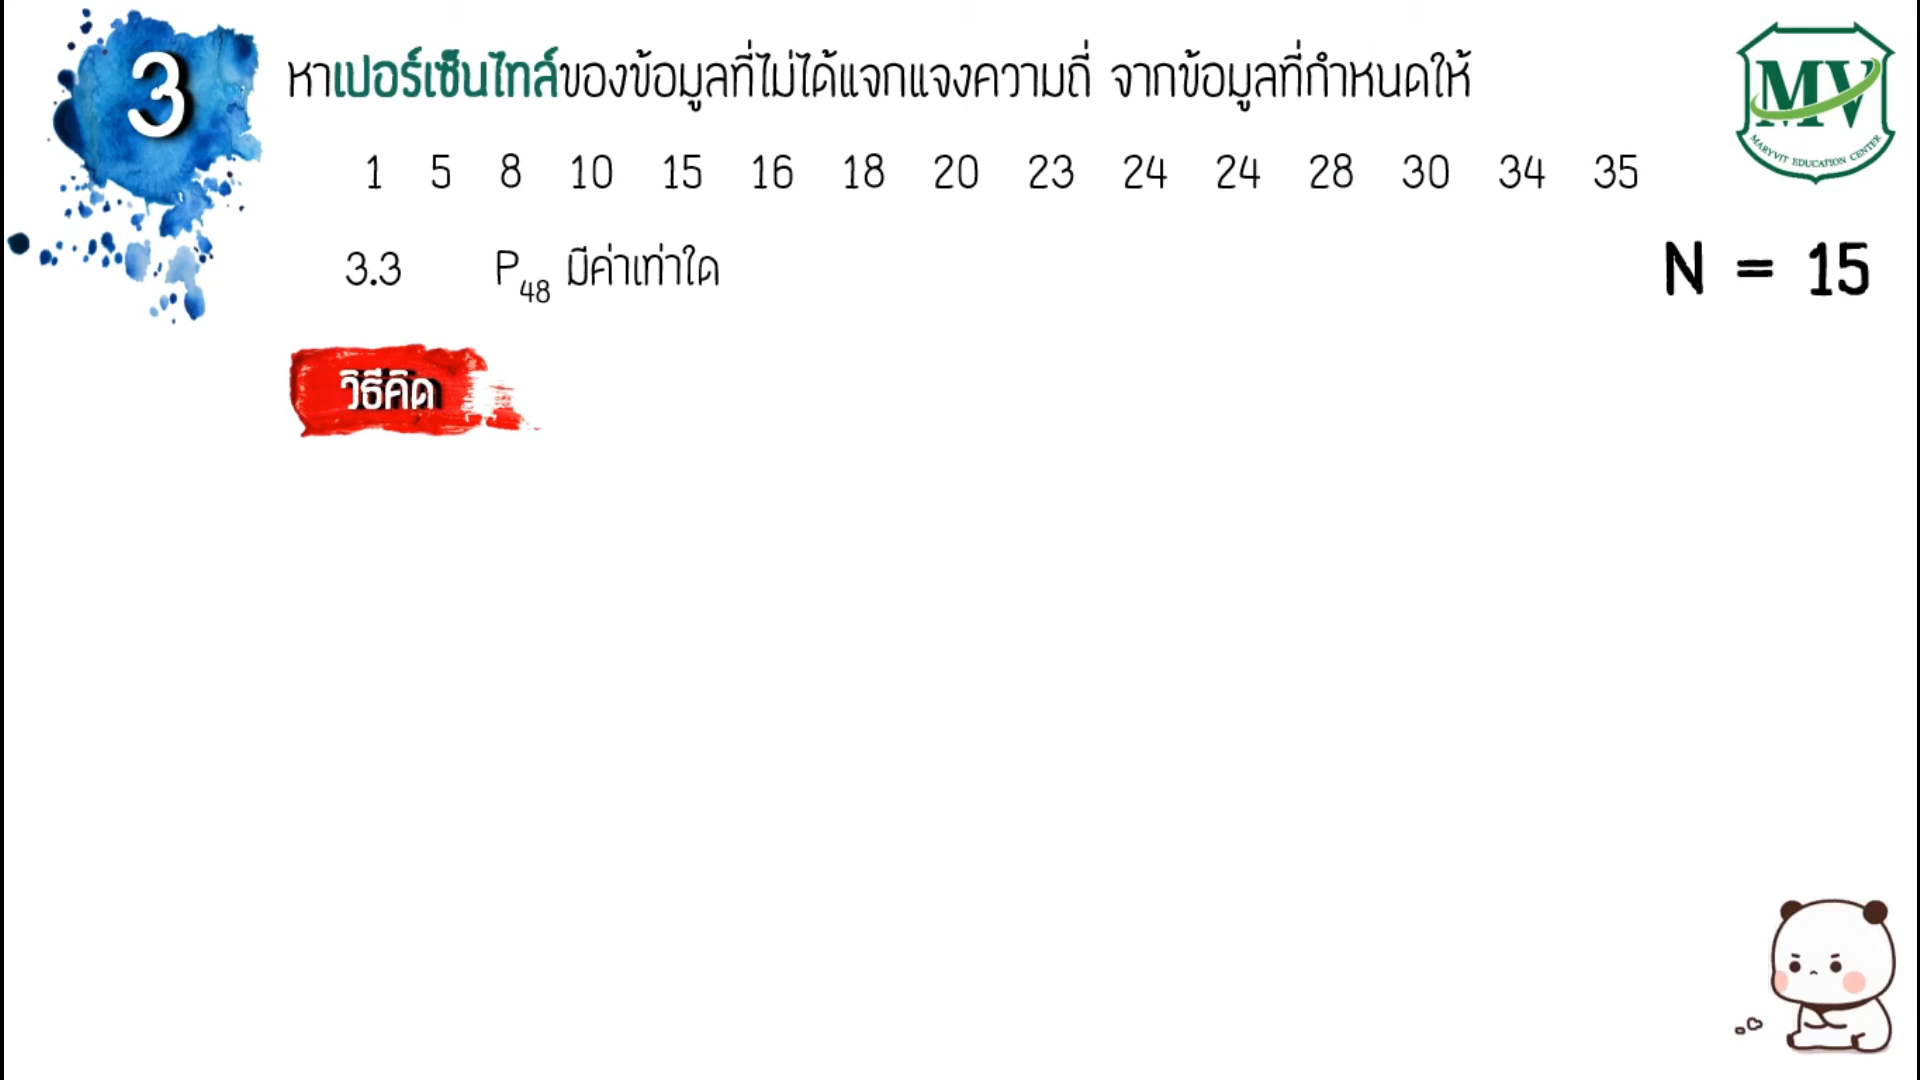 3
หาเปอร์เซ็นไทล์ของข้อมูลที่ไม่ได้แจกแจงความถี่ จากข้อมูลที่กำหนดให้
MV
MARYVIT EDUCATION CENTER
1 5 8 10 15 16 18 20 23 24 24 28 30 34 35
3.3 P48 มีค่าเท่าใด
N = 15
วิธีคิด